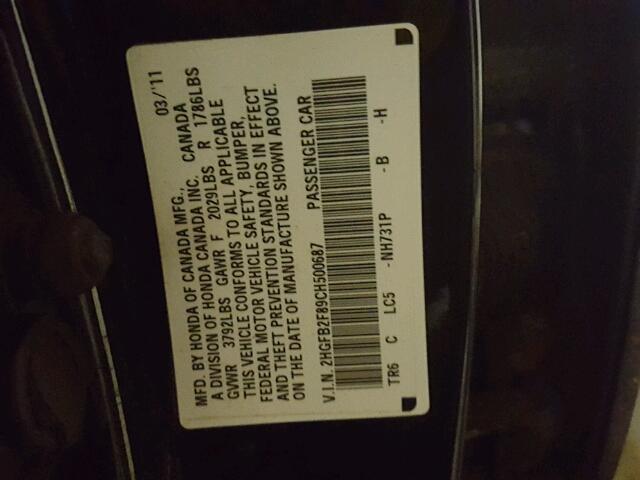 MFD. BY HONDA OF CANADA MFG., CANADA 03/'11
A DIVISION OF HONDA CANADA INC.
GVWR 3792LBS GAWR F 2029LBS R 1786LBS
THIS VEHICLE CONFORMS TO ALL APPLICABLE
FEDERAL MOTOR VEHICLE SAFETY, BUMPER,
AND THEFT PREVENTION STANDARDS IN EFFECT
ON THE DATE OF MANUFACTURE SHOWN ABOVE.
V.I.N. 2HGFB2F89CH500687 PASSENGER CAR
TR6 C LC5 -NH731P -B -H